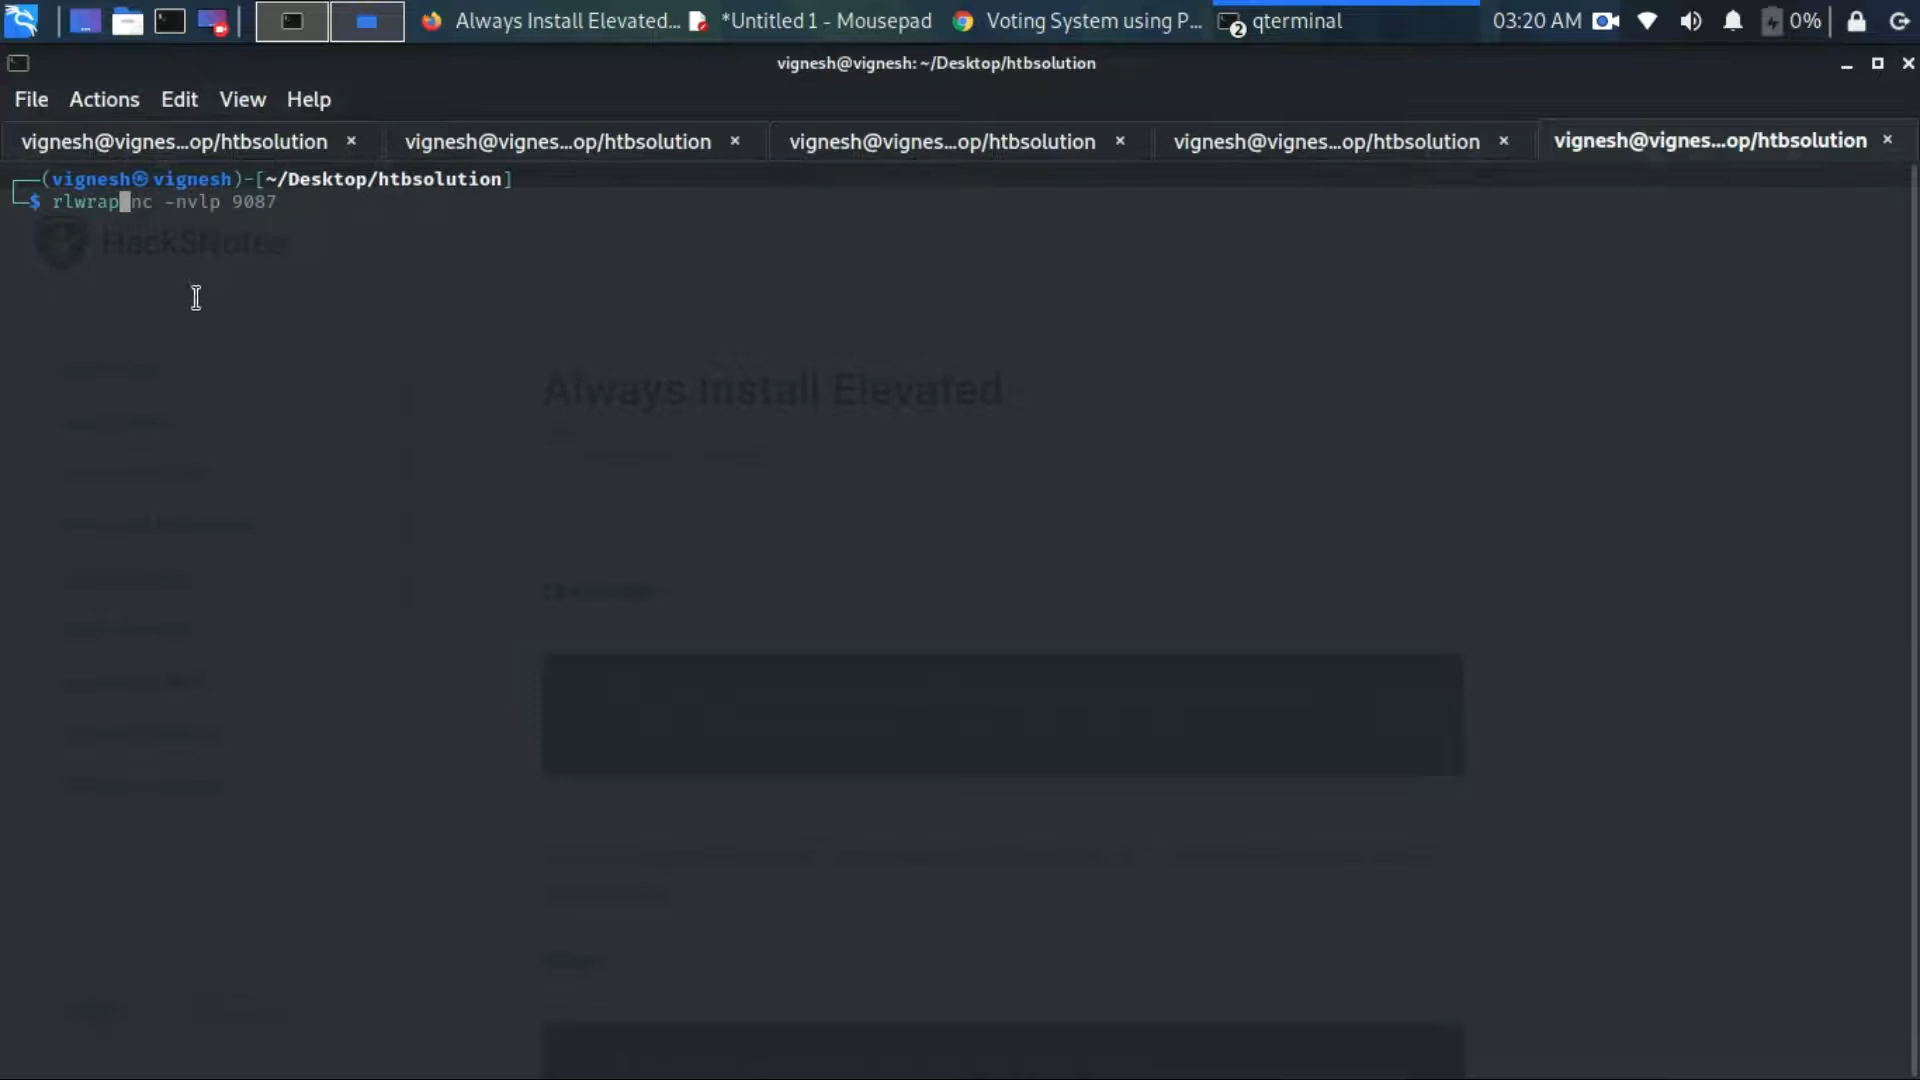 Always Install Elevated...
*Untitled 1 - Mousepad
Voting System using P...
2
qterminal
03:20 AM
0%
vignesh@vignesh: ~/Desktop/htbsolution
File Actions Edit View Help
vignesh@vignes...op/htbsolution
vignesh@vignes...op/htbsolution
vignesh@vignes...op/htbsolution
vignesh@vignes...op/htbsolution
vignesh@vignes...op/htbsolution
(vignesh㉿vignesh)-[~/Desktop/htbsolution]
$ rlwrap nc -nvlp 9087
HackSNotes
Always Install Elevated